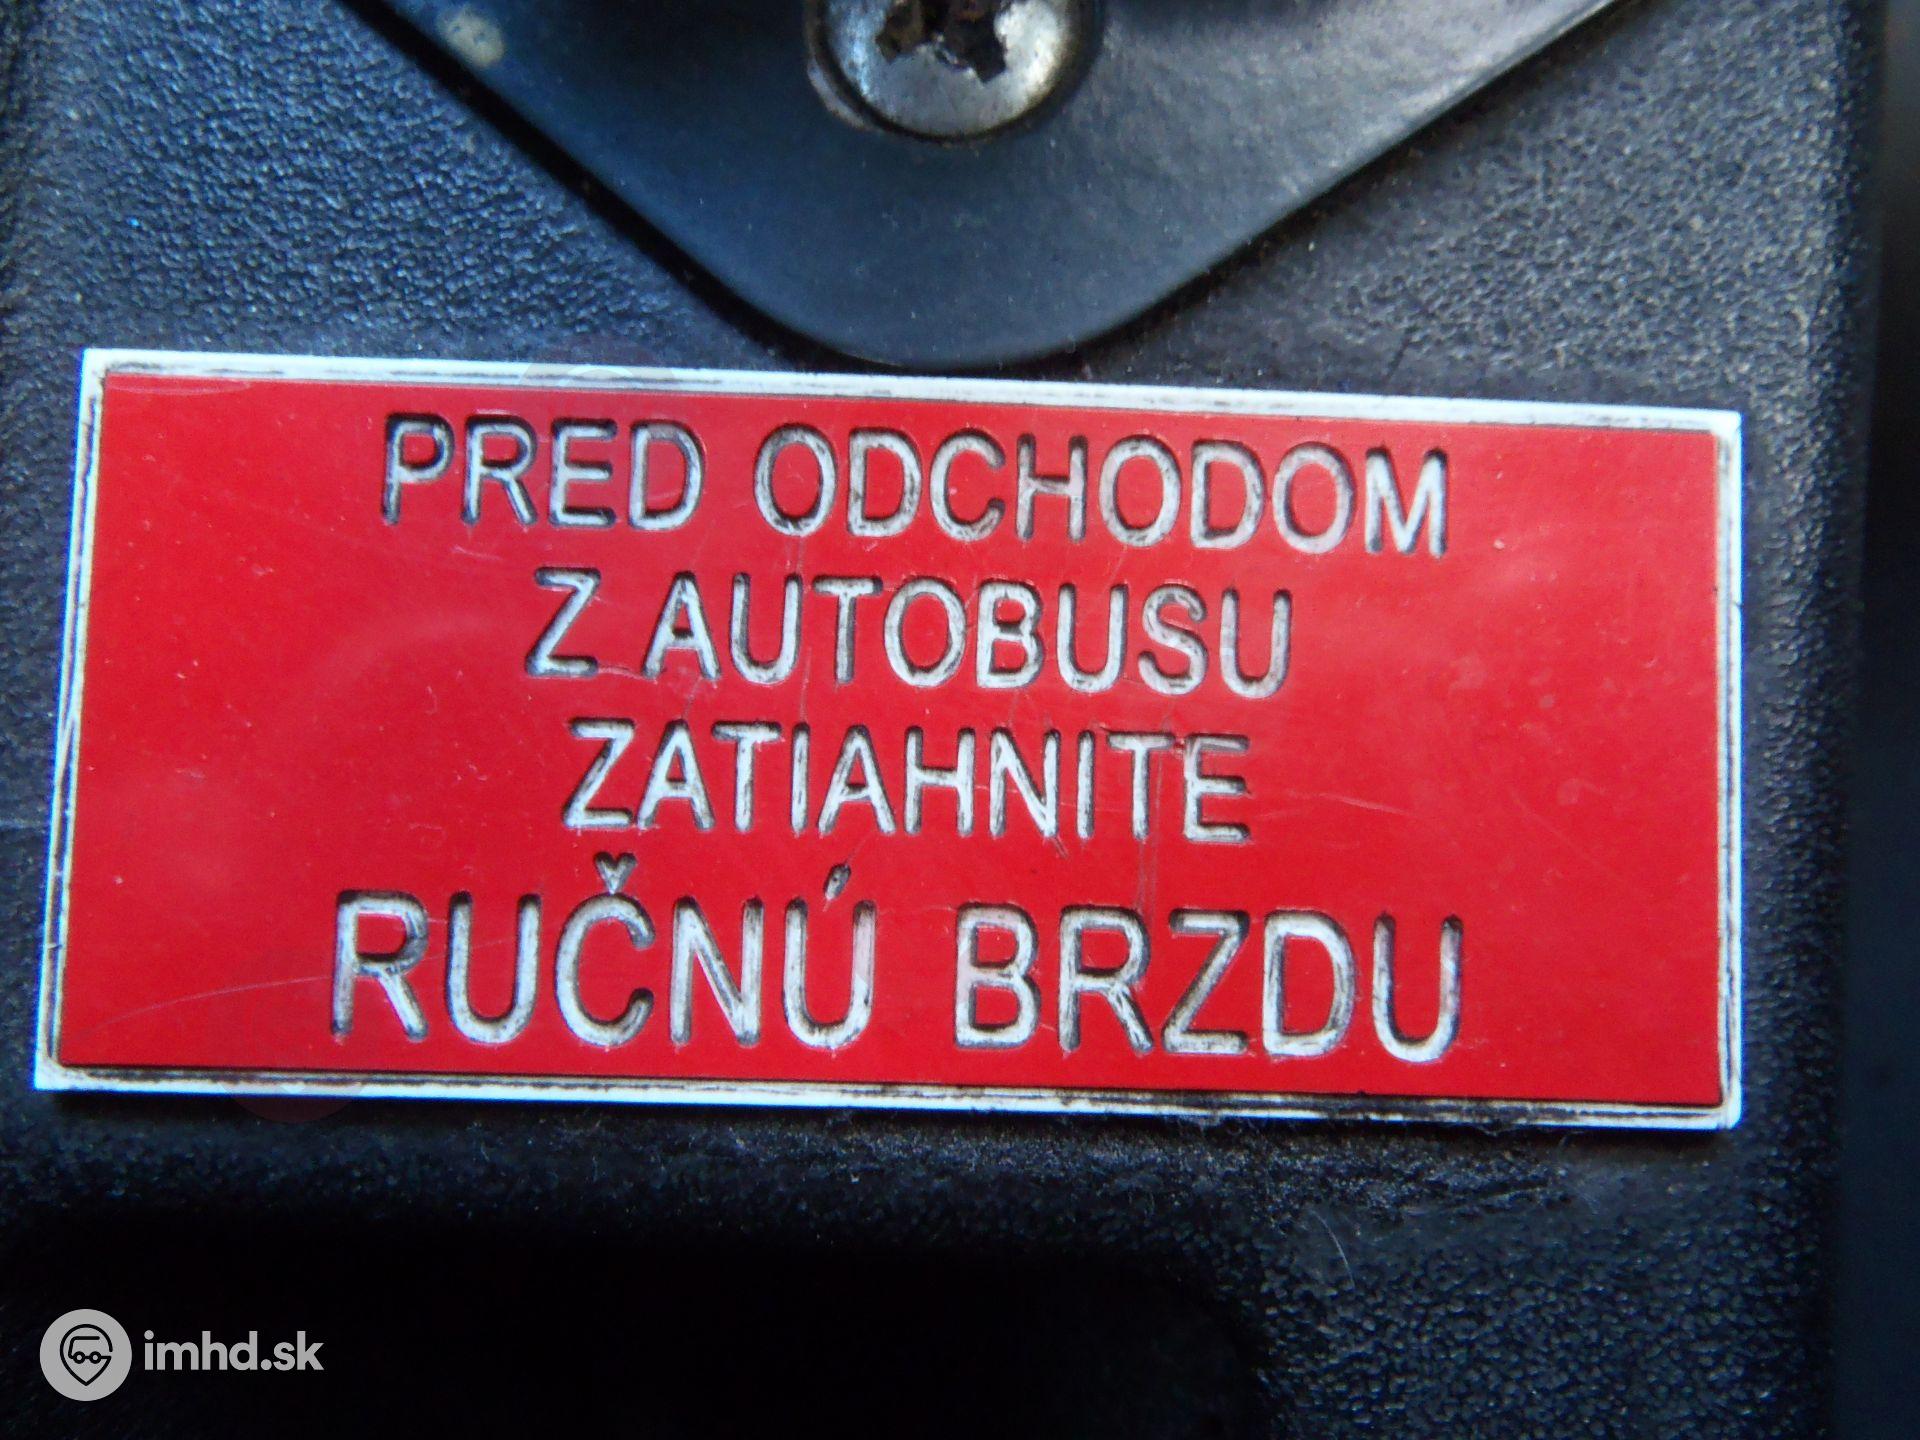 PRED ODCHODOM
Z AUTOBUSU
ZATIAHNITE
RUČNÚ BRZDU
imhd.sk